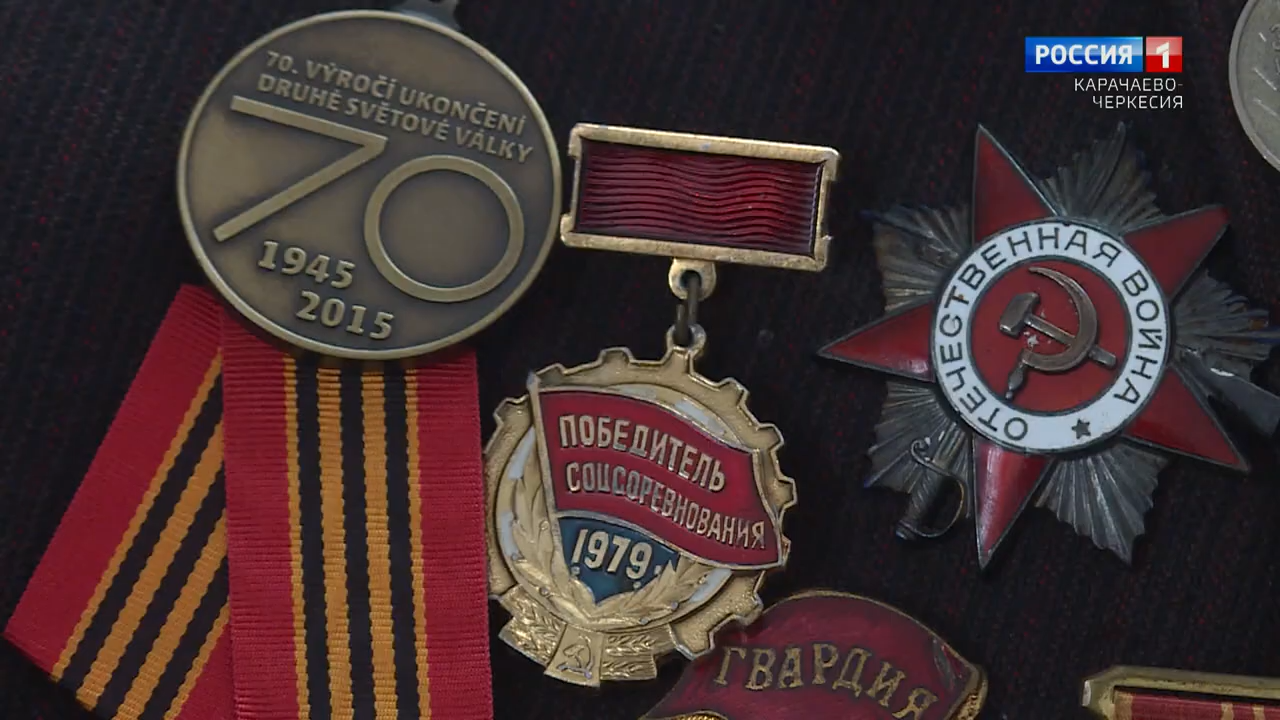 70. VÝROČÍ UKONČENÍ
DRUHÉ SVĚTOVÉ VÁLKY
70
1945
2015
ПОБЕДИТЕЛЬ
СОЦСОРЕВНОВАНИЯ
1979
ОТЕЧЕСТВЕННАЯ ВОЙНА
ГВАРДИЯ
РОССИЯ 1
КАРАЧАЕВО-
ЧЕРКЕСИЯ